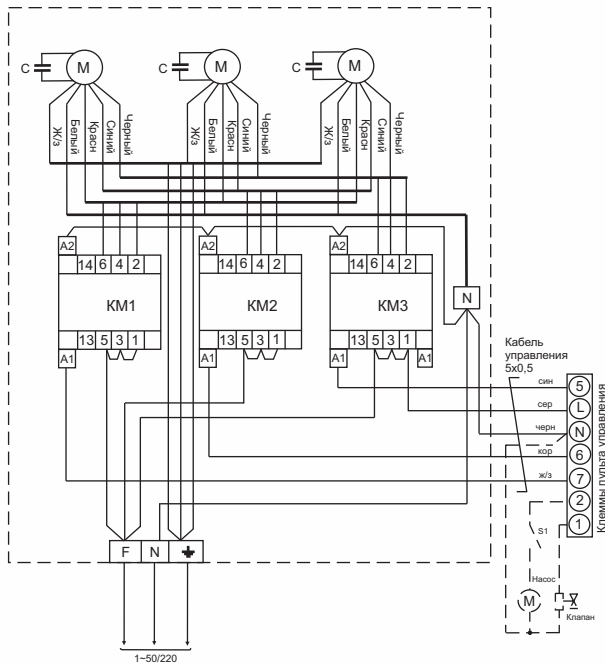 C M C M C M
Ж/з Белый Красн Синий Черный Ж/з Белый Красн Синий Черный Ж/з Белый Красн Синий Черный
A2 A2 A2
14 6 4 2 14 6 4 2 14 6 4 2
KM1 KM2 KM3 N
13 5 3 1 13 5 3 1 13 5 3 1
A1 A1 A1 A1
Кабель
управления
5x0,5
син 5
сер L
черн N
кор 6
ж/з 7
2
1
Клеммы пульта управления
S1
F N
Насос
M
Клапан
1~50/220